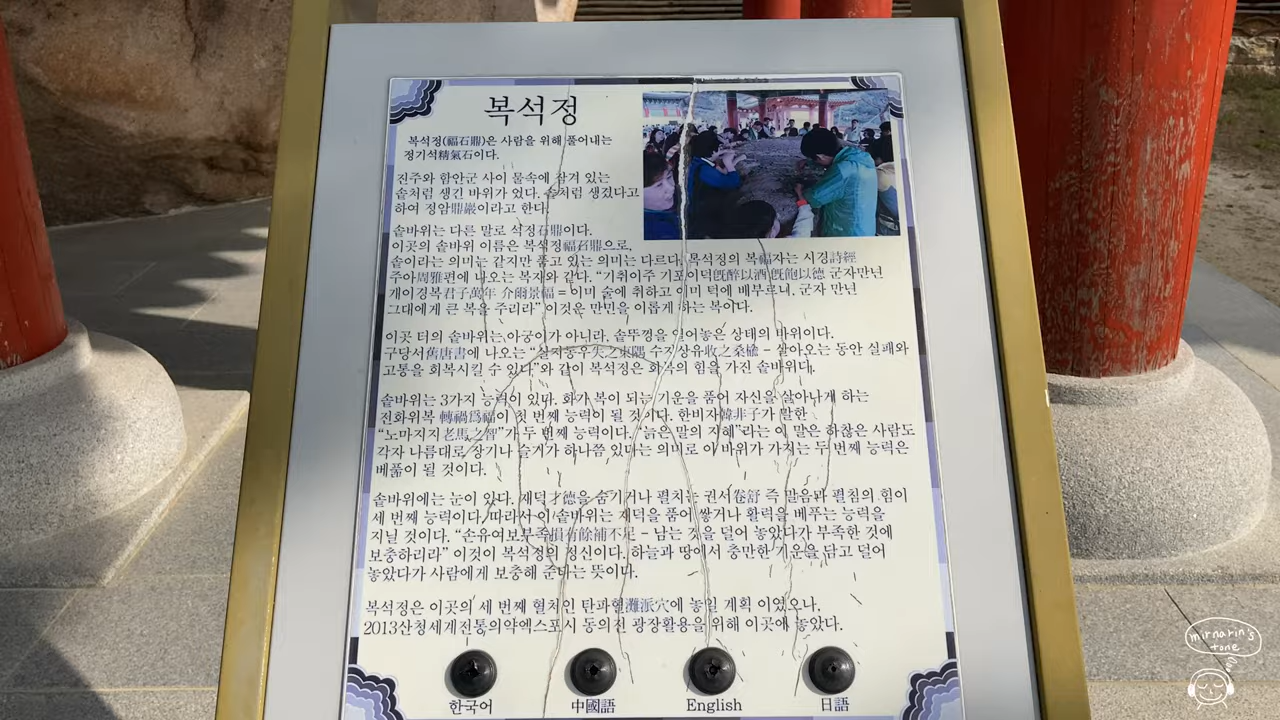 복석정
복석정(福石鼎)은 사람을 위해 풀어내는
정기석精氣石이다.
진주와 함안군 사이 물속에 잠겨 있는
솥처럼 생긴 바위가 었다. 솥처럼 생겼다고
하여 정암鼎巖이라고 한다.
솥바위는 다른 말로 석정石鼎이다.
이곳의 솥바위 이름은 복석정福石鼎으로,
솥이라는 의미는 같지만 품고 있는 의미는 다르다. 복석정의 복福자는 시경詩經
주아周雅편에 나오는 복자와 같다. “기취이주 기포이덕旣醉以酒 旣飽以德 군자만년
개이경복君子萬年 介爾景福 = 이미 술에 취하고 이미 턱에 배부르니, 군자 만년
그대에게 큰 복을 주리라” 이것은 만민을 이롭게 하는 복이다.
이곳 터의 솥바위는 아궁이가 아니라, 솥뚜껑을 열어놓은 상태의 바위이다.
구당서舊唐書에 나오는 “실지동우失之東隅 수지상유收之桑楡 - 살아오는 동안 실패와
고통을 회복시킬 수 있다”와 같이 복석정은 화복의 힘을 가진 솥바위다.
솥바위는 3가지 능력이 있다. 화가 복이 되는 기운을 품어 자신을 살아나게 하는
전화위복 轉禍爲福이 첫 번째 능력이 될 것이다. 한비자韓非子가 말한
“노마지지老馬之智”가 두 번째 능력이다. “늙은 말의 지혜”라는 이 말은 하찮은 사람도
각자 나름대로 장기나 슬기가 하나쯤 있다는 의미로 이 바위가 가지는 두 번째 능력은
베품이 될 것이다.
솥바위에는 눈이 있다. 재덕才德을 숨기거나 펼치는 권서卷舒 즉 말음과 펼침의 힘이
세 번째 능력이다. 따라서 이 솥바위는 재덕을 품어 쌓거나 활력을 베푸는 능력을
지닐 것이다. “손유여보부족損有餘補不足 - 남는 것을 덜어 놓았다가 부족한 것에
보충하리라” 이것이 복석정의 정신이다. 하늘과 땅에서 충만한 기운을 담고 덜어
놓았다가 사람에게 보충해 준다는 뜻이다.
복석정은 이곳의 세 번째 혈처인 탄파혈灘派穴에 놓일 계획 이였으나,
2013산청세계전통의약엑스포시 동의전 광장활용을 위해 이곳에 놓았다.
한국어
中國語
English
日語
mirnarin's
tone